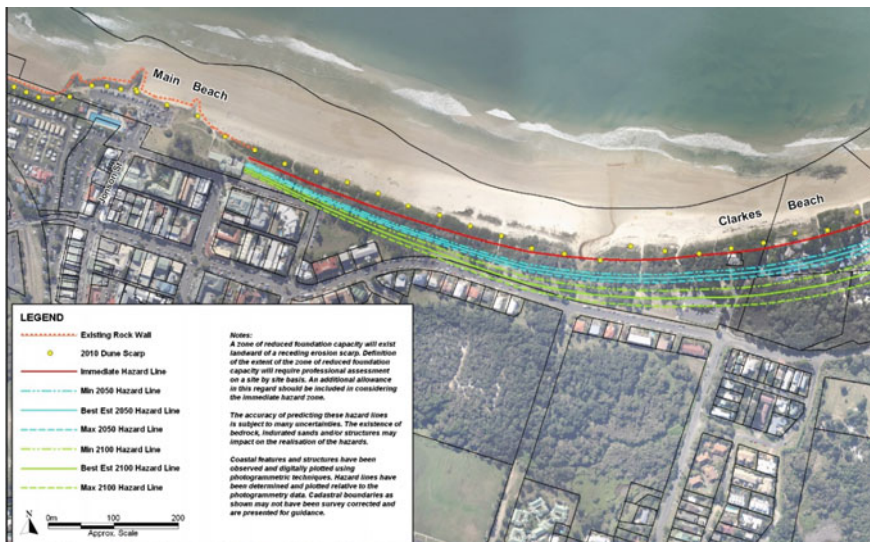 Main Beach
Clarkes Beach
LEGEND
Existing Rock Wall
2010 Dune Scarp
Immediate Hazard Line
Min 2050 Hazard Line
Best Est 2050 Hazard Line
Max 2050 Hazard Line
Min 2100 Hazard Line
Best Est 2100 Hazard Line
Max 2100 Hazard Line
N
0m 100 200
Approx. Scale
Notes:
A zone of reduced foundation capacity will exist
landward of a receding erosion scarp. Definition
of the extent of the zone of reduced foundation
capacity will require professional assessment
on a site by site basis. An additional allowance
in this regard should be included in considering
the immediate hazard zone.
The accuracy of predicting these hazard lines
is subject to many uncertainties. The existence of
bedrock, indurated sands and/or structures may
impact on the realisation of the hazards.
Coastal features and structures have been
observed and digitally plotted using
photogrammetric techniques. Hazard lines have
been determined and plotted relative to the
photogrammetry data. Cadastral boundaries as
shown may not have been survey corrected and
are presented for guidance.